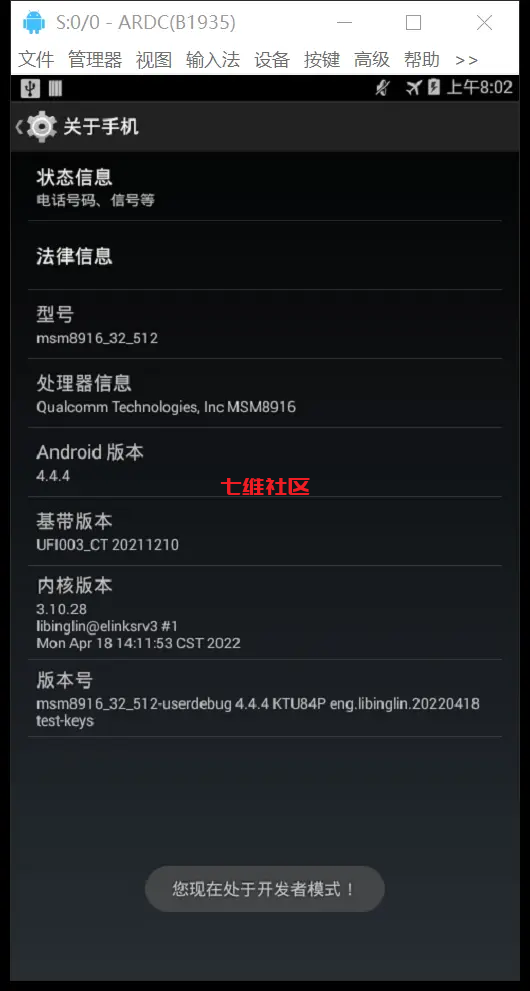 S:0/0 - ARDC(B1935)
文件 管理器 视图 输入法 设备 按键 高级 帮助 >>
上午8:02
关于手机
状态信息
电话号码、信号等
法律信息
型号
msm8916_32_512
处理器信息
Qualcomm Technologies, Inc MSM8916
Android 版本
4.4.4
七维社区
基带版本
UFI003_CT 20211210
内核版本
3.10.28
libinglin@elinksrv3 #1
Mon Apr 18 14:11:53 CST 2022
版本号
msm8916_32_512-userdebug 4.4.4 KTU84P eng.libinglin.20220418
test-keys
您现在处于开发者模式！